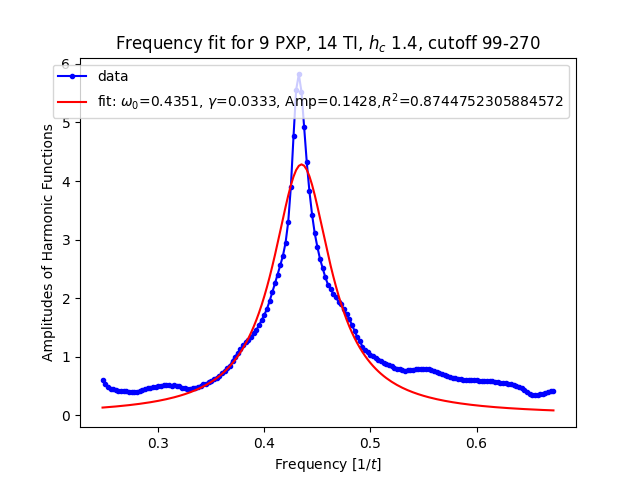 Frequency fit for 9 PXP, 14 TI, $h_c$ 1.4, cutoff 99-270
data
fit: $\omega_0$=0.4351, $\gamma$=0.0333, Amp=0.1428,$R^2$=0.8744752305884572
Amplitudes of Harmonic Functions
6
5
4
3
2
1
0
0.3 0.4 0.5 0.6
Frequency [1/$t$]